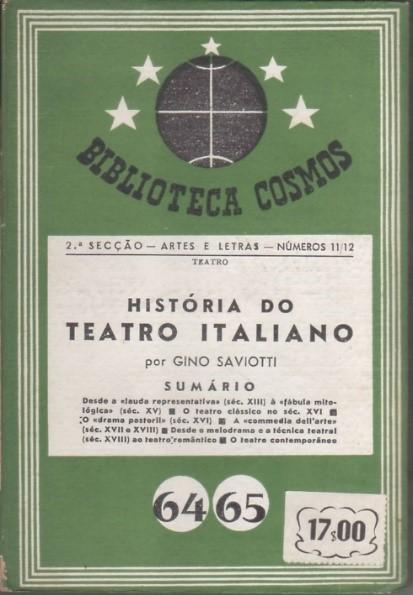 BIBLIOTECA COSMOS
2.ª SECÇÃO — ARTES E LETRAS — NÚMEROS 11/12
TEATRO
HISTÓRIA DO
TEATRO ITALIANO
por GINO SAVIOTTI
SUMÁRIO
Desde a «lauda representativa» (séc. XIII) à «fábula mito-
lógica» (séc. XV) ■ O teatro clássico no séc. XVI ■
O «drama pastoril» (séc. XVI) ■ A «commedia dell'arte»
(séc. XVII e XVIII) ■ Desde o melodrama e a técnica teatral
(séc. XVIII) ao teatro romântico ■ O teatro contemporâneo
64 65
17$00